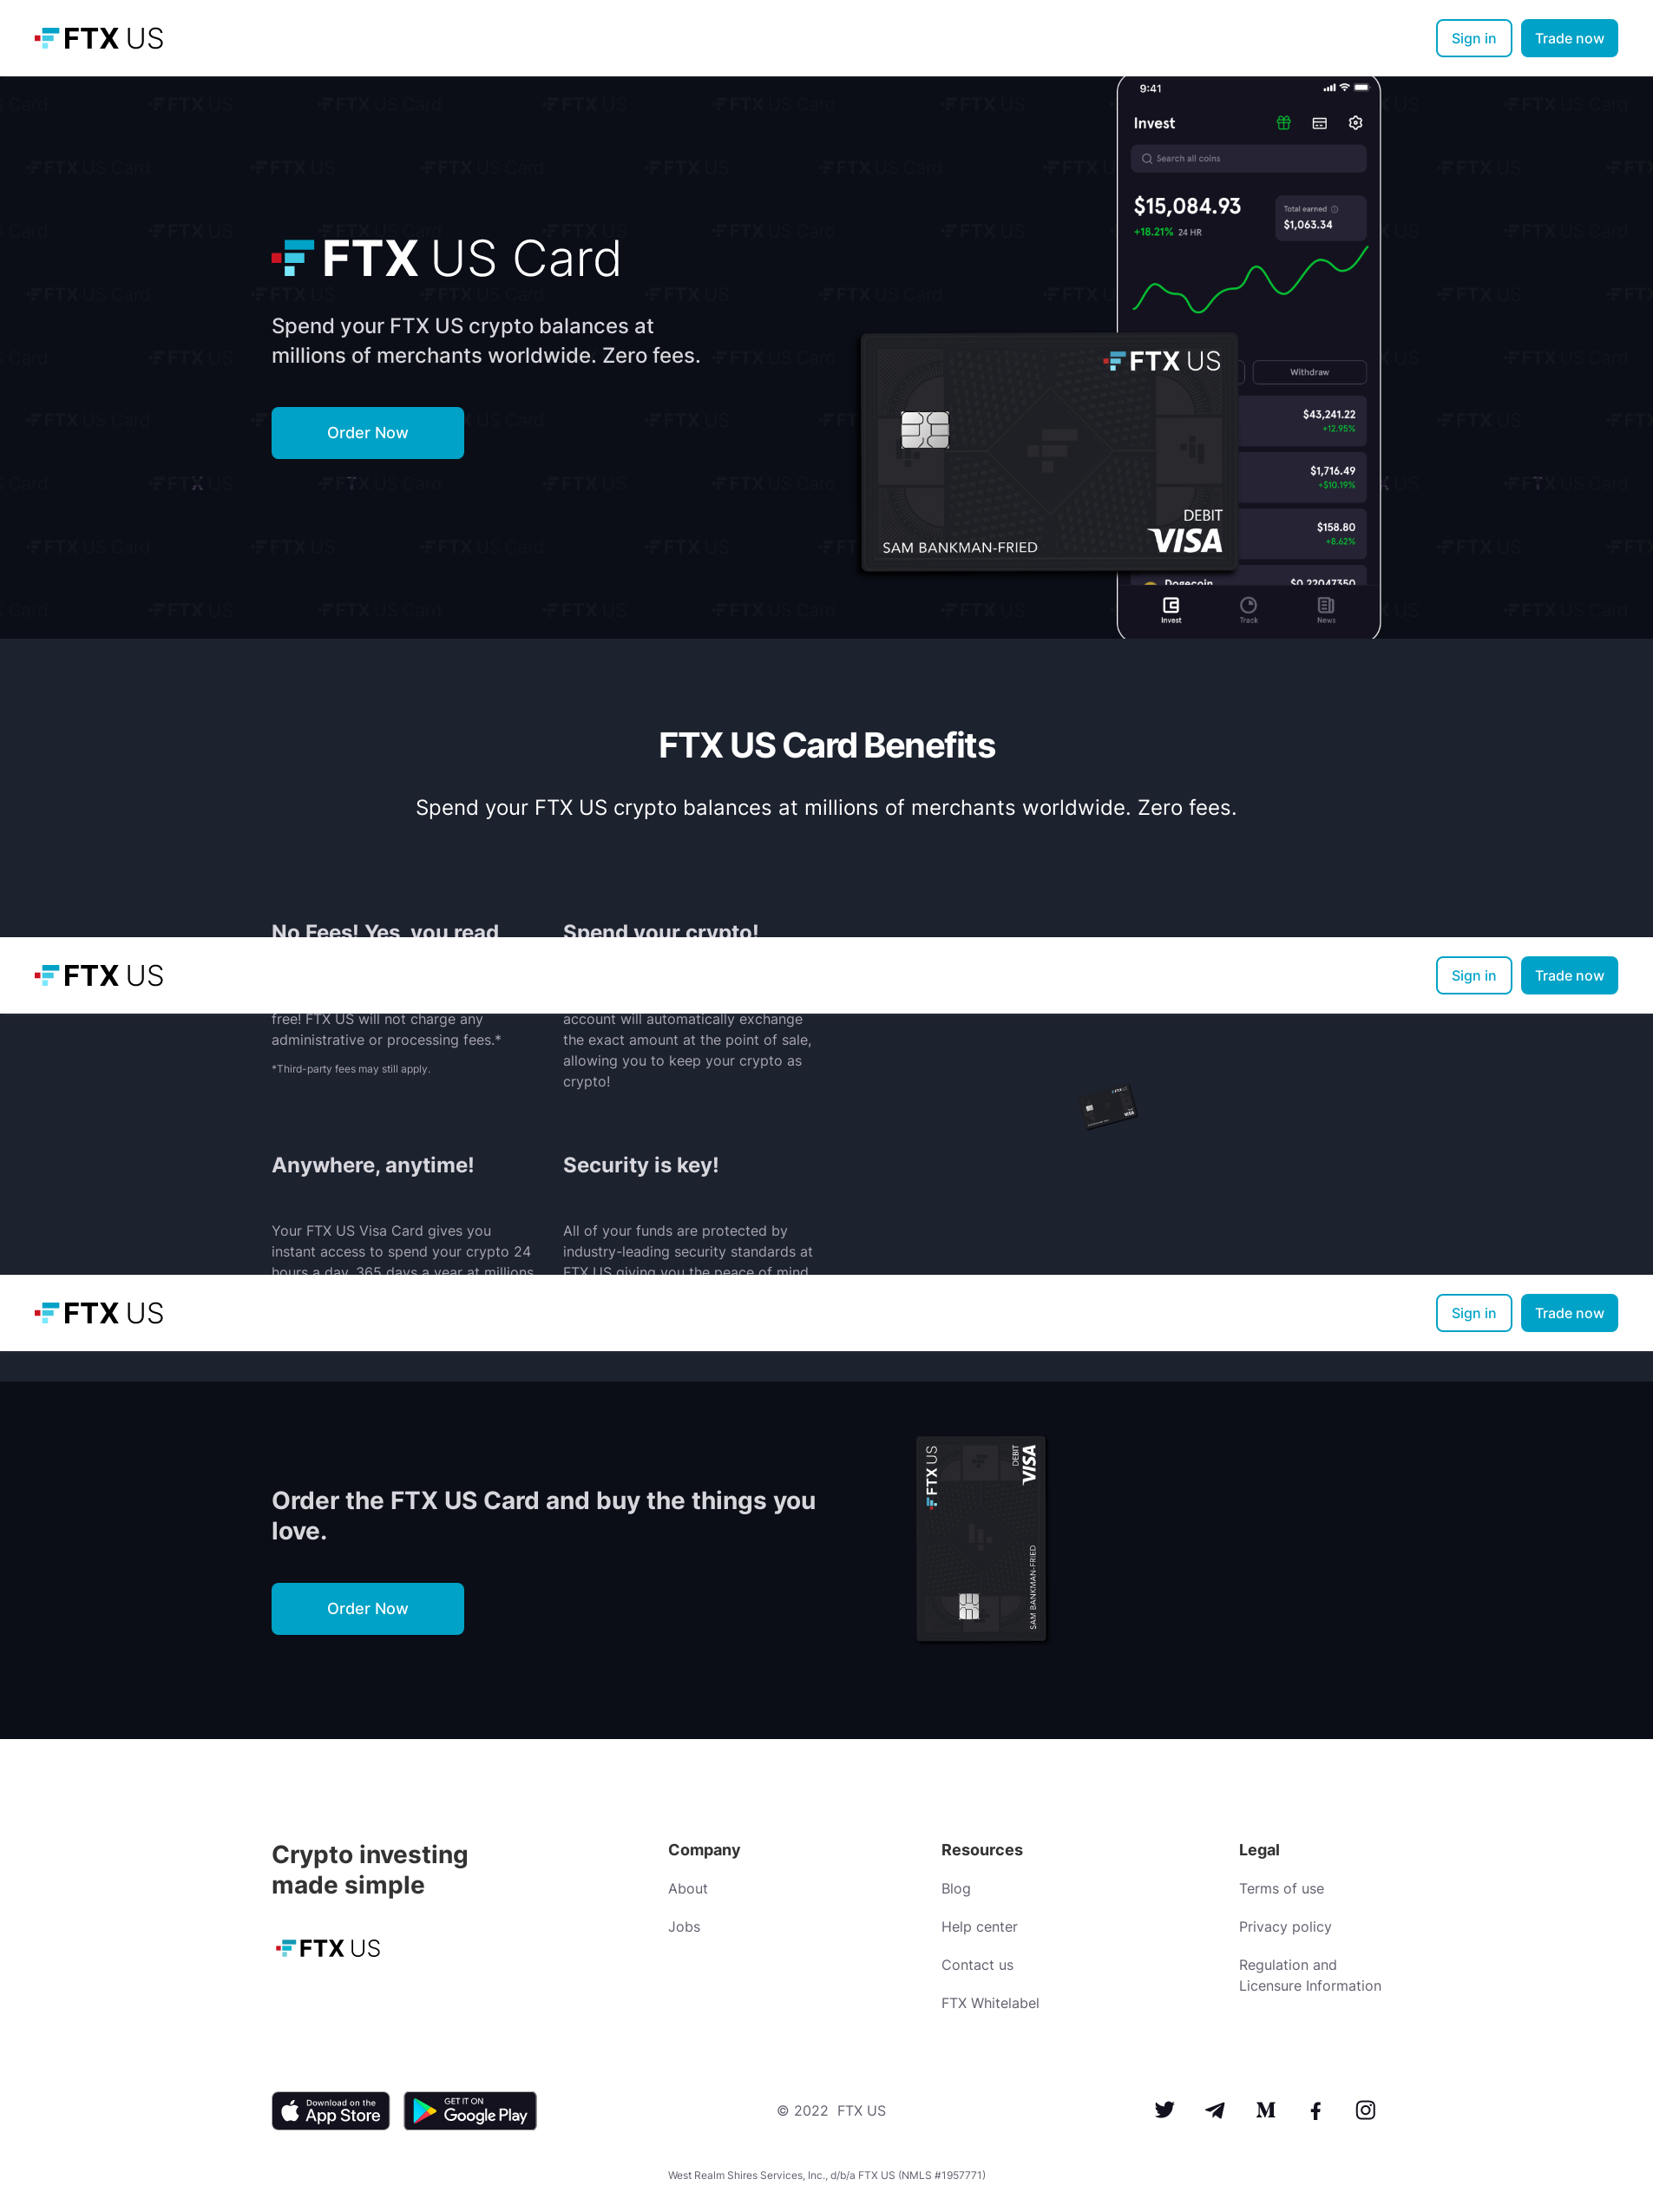 FTX US
Sign in
Trade now
9:41
Invest
Search all coins
$15,084.93
+18.21% 24 HR
Total earned
$1,063.34
FTX US Card
Spend your FTX US crypto balances at
millions of merchants worldwide. Zero fees.
Order Now
FTX US
DEBIT
VISA
SAM BANKMAN-FRIED
Withdraw
$43,241.22
+12.95%
$1,716.49
+$10.19%
$158.80
+8.62%
Dogecoin
$0.22047350
Invest
Track
News
FTX US Card Benefits
Spend your FTX US crypto balances at millions of merchants worldwide. Zero fees.
No Fees! Yes, you read
Spend your crypto!
FTX US
Sign in
Trade now
free! FTX US will not charge any
administrative or processing fees.*
*Third-party fees may still apply.
account will automatically exchange
the exact amount at the point of sale,
allowing you to keep your crypto as
crypto!
FTX US
VISA
Anywhere, anytime!
Your FTX US Visa Card gives you
instant access to spend your crypto 24
hours a day, 365 days a year at millions
Security is key!
All of your funds are protected by
industry-leading security standards at
FTX US giving you the peace of mind
FTX US
Sign in
Trade now
Order the FTX US Card and buy the things you
love.
Order Now
FTX US
DEBIT
VISA
SAM BANKMAN-FRIED
Crypto investing
made simple
FTX US
Company
About
Jobs
Resources
Blog
Help center
Contact us
FTX Whitelabel
Legal
Terms of use
Privacy policy
Regulation and
Licensure Information
Download on the
App Store
GET IT ON
Google Play
© 2022 FTX US
West Realm Shires Services, Inc., d/b/a FTX US (NMLS #1957771)